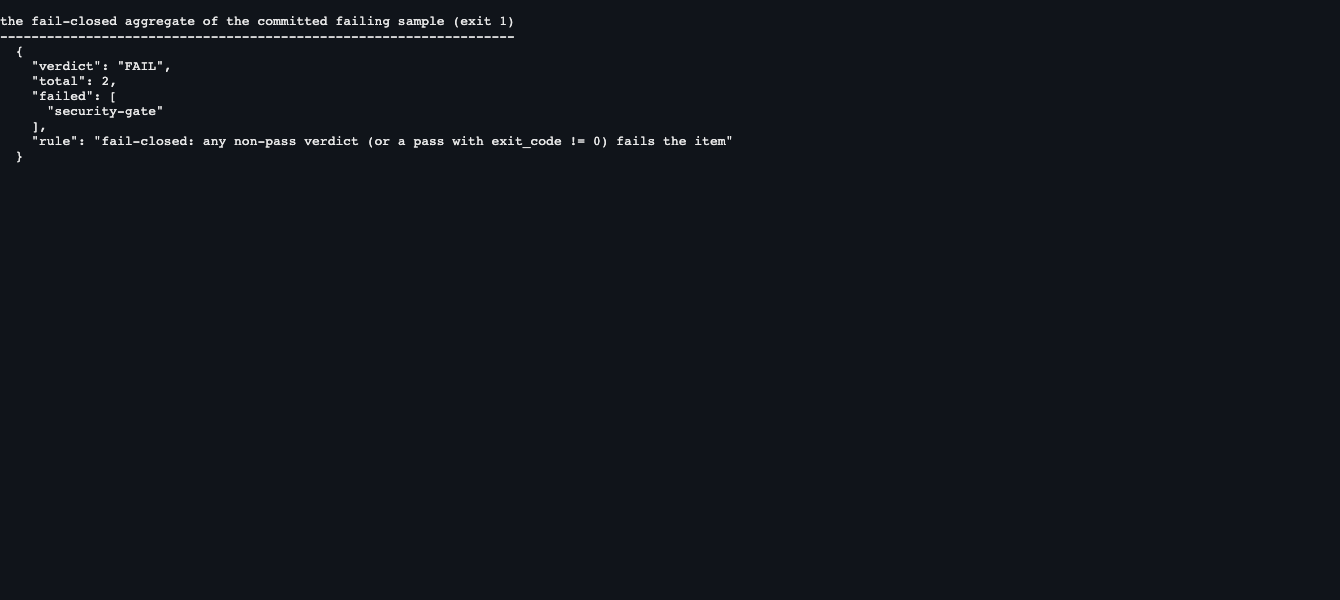 the fail-closed aggregate of the committed failing sample (exit 1)
------------------------------------------------------------------
{
"verdict": "FAIL",
"total": 2,
"failed": [
"security-gate"
],
"rule": "fail-closed: any non-pass verdict (or a pass with exit_code != 0) fails the item"
}